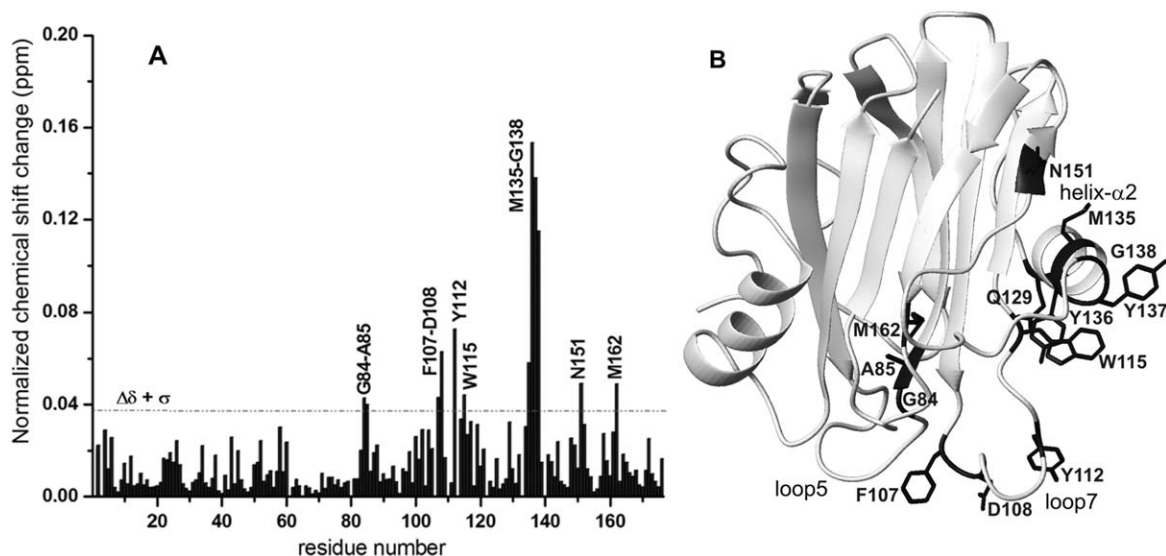 A
Normalized chemical shift change (ppm)
0.20
0.16
0.12
0.08
0.04
0.00
20 40 60 80 100 120 140 160
residue number
Δδ + σ
G84-A85
F107-D108
Y112
W115
M135-G138
N151
M162
B
N151
helix-α2
M135
G138
Q129
Y136 Y137
M162
W115
A85
G84
Y112
loop5
F107
loop7
D108